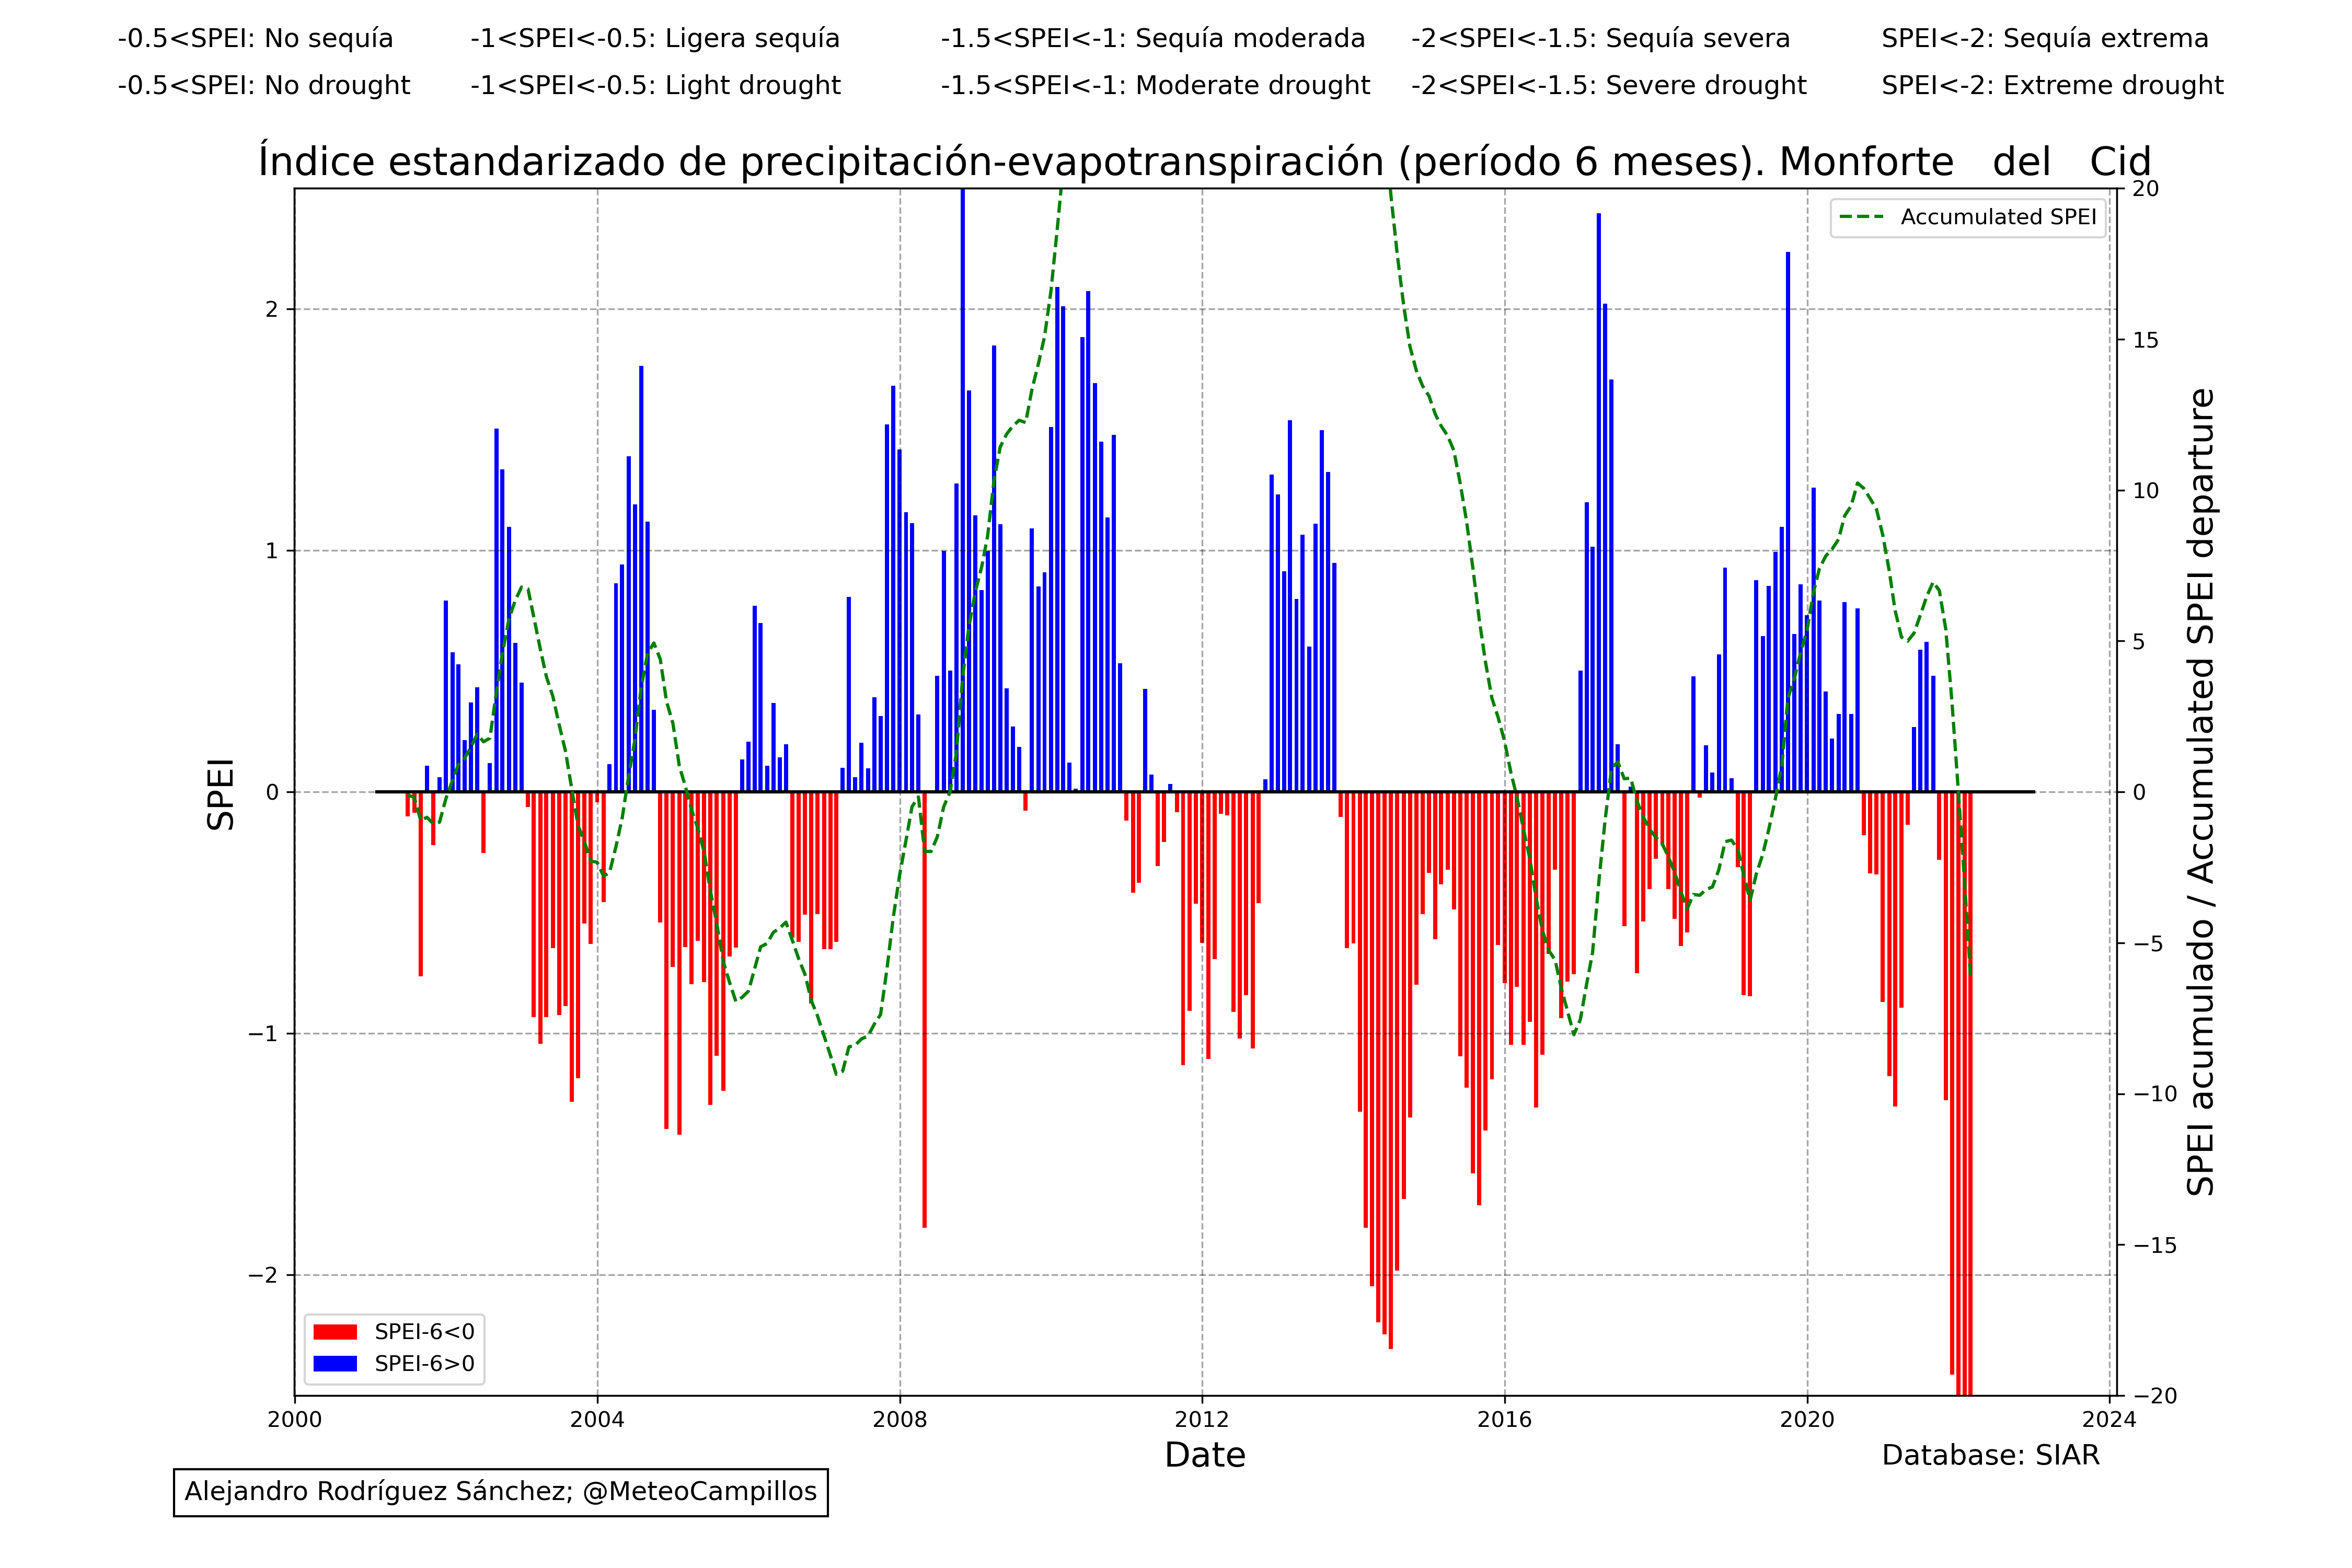 -0.5<SPEI: No sequía -1<SPEI<-0.5: Ligera sequía -1.5<SPEI<-1: Sequía moderada -2<SPEI<-1.5: Sequía severa SPEI<-2: Sequía extrema
-0.5<SPEI: No drought -1<SPEI<-0.5: Light drought -1.5<SPEI<-1: Moderate drought -2<SPEI<-1.5: Severe drought SPEI<-2: Extreme drought
Índice estandarizado de precipitación-evapotranspiración (período 6 meses). Monforte del Cid
Accumulated SPEI
SPEI
2
1
0
−1
−2
20
15
10
5
0
−5
−10
−15
−20
SPEI acumulado / Accumulated SPEI departure
SPEI-6<0
SPEI-6>0
2000 2004 2008 2012 2016 2020 2024
Date
Database: SIAR
Alejandro Rodríguez Sánchez; @MeteoCampillos